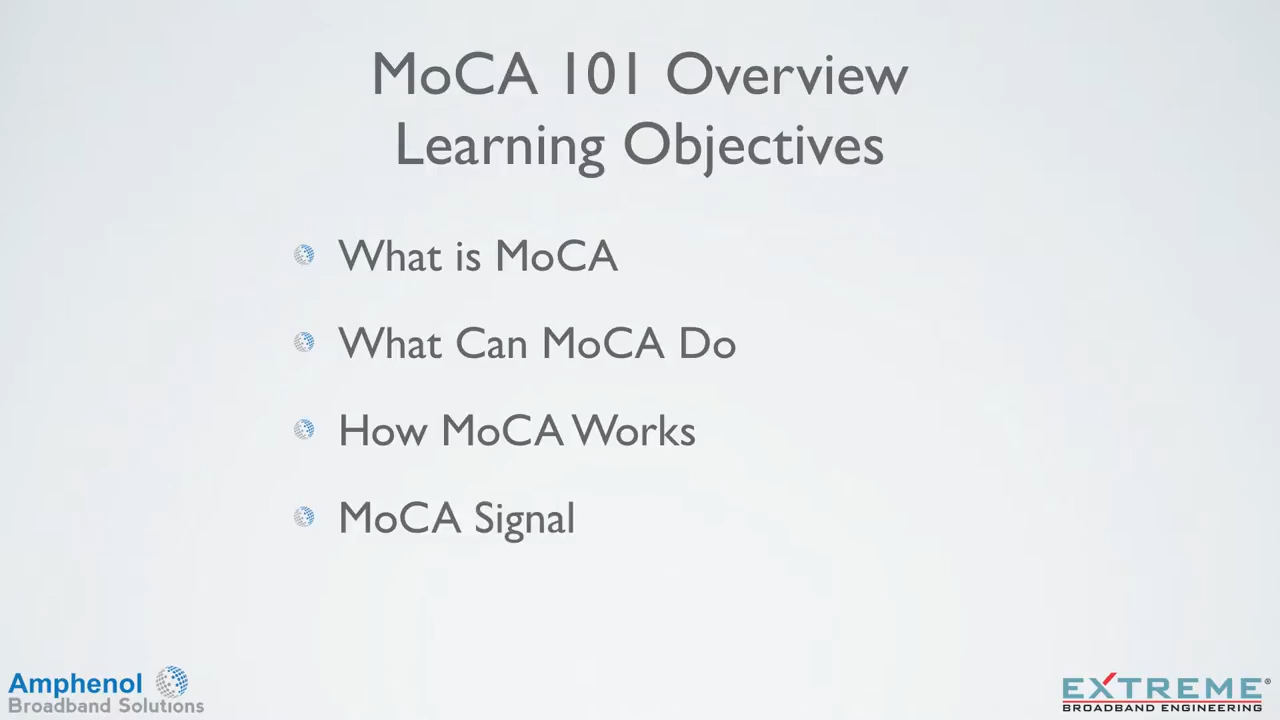 MoCA 101 Overview
Learning Objectives
What is MoCA
What Can MoCA Do
How MoCA Works
MoCA Signal
Amphenol
Broadband Solutions
EXTREME®
BROADBAND ENGINEERING